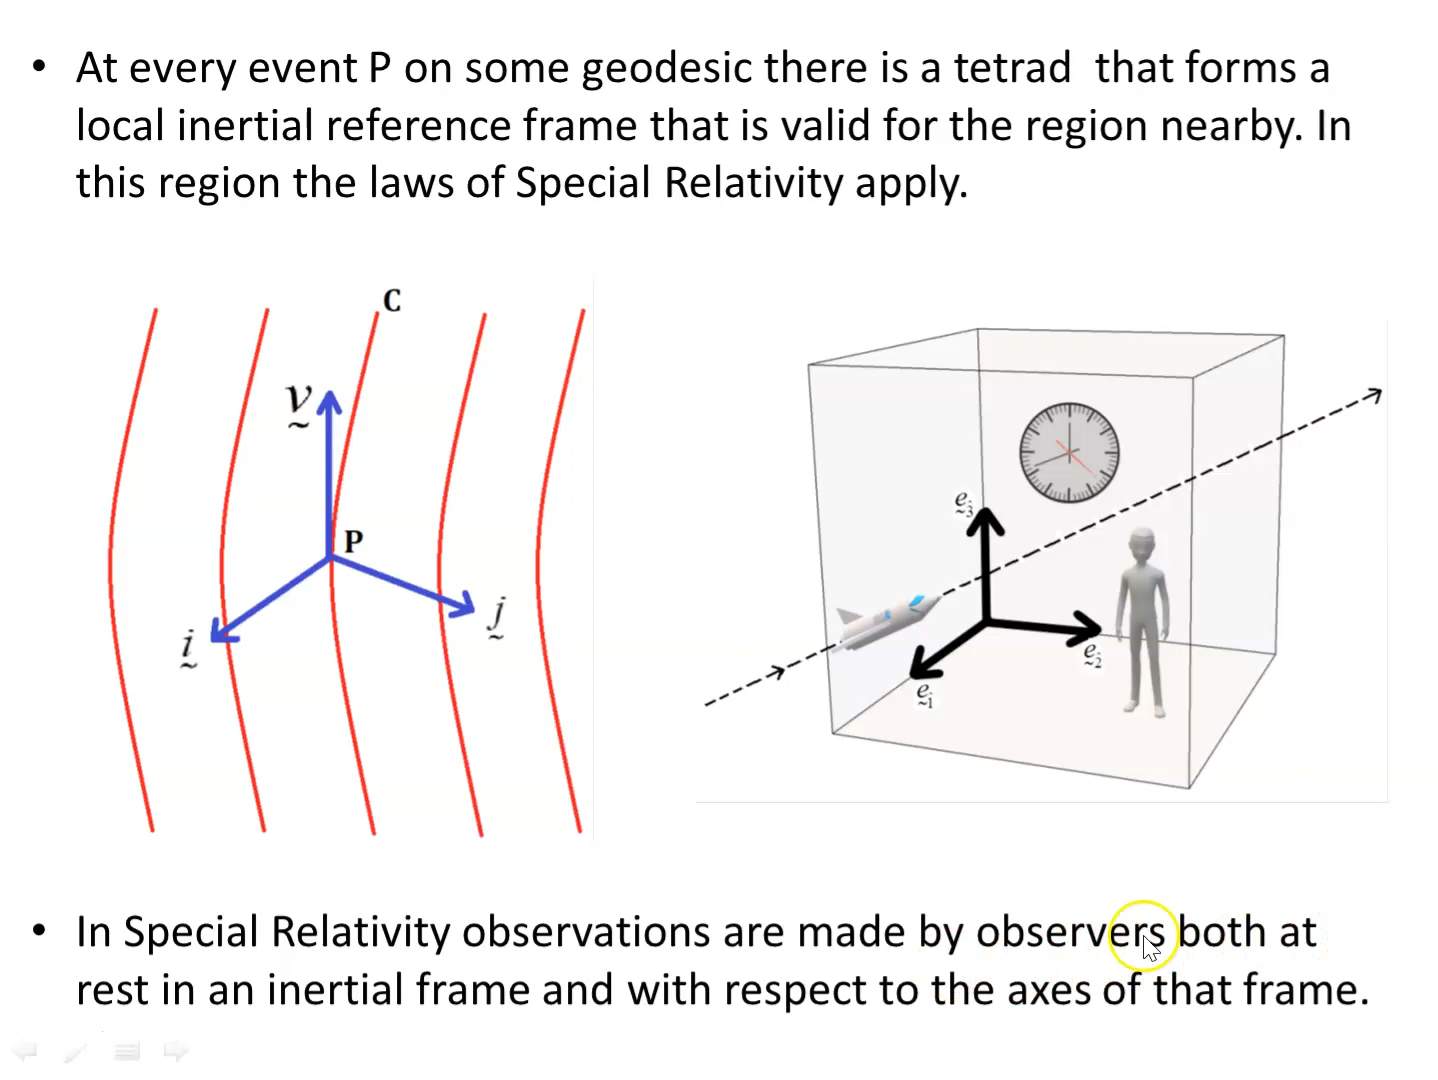 • At every event P on some geodesic there is a tetrad that forms a
local inertial reference frame that is valid for the region nearby. In
this region the laws of Special Relativity apply.
C
v
P
i
j
e3
e2
e1
• In Special Relativity observations are made by observers both at
rest in an inertial frame and with respect to the axes of that frame.